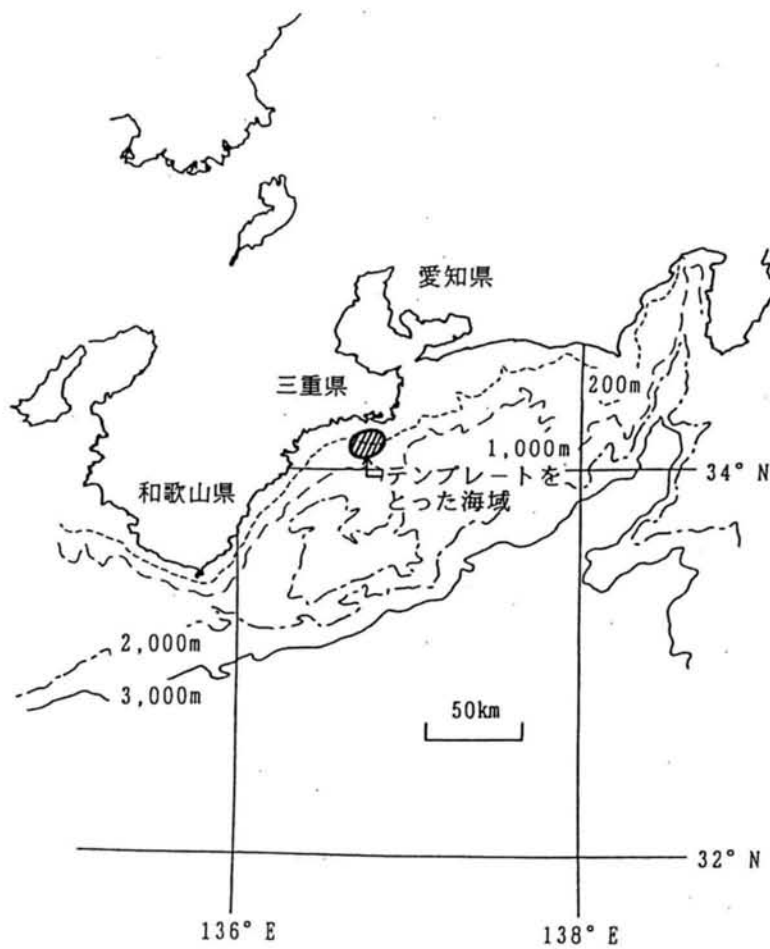 愛知県
三重県
200m
1,000m
34° N
テンプレートを
とった海域
和歌山県
2,000m
3,000m
50km
32° N
136° E
138° E